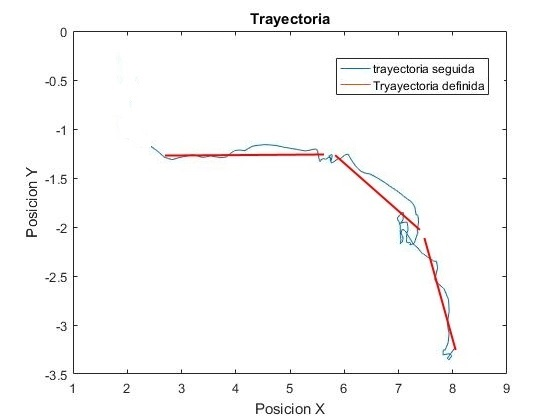 Trayectoria
0
-0.5
-1
-1.5
-2
-2.5
-3
-3.5
Posicion Y
trayectoria seguida
Tryayectoria definida
1 2 3 4 5 6 7 8 9
Posicion X